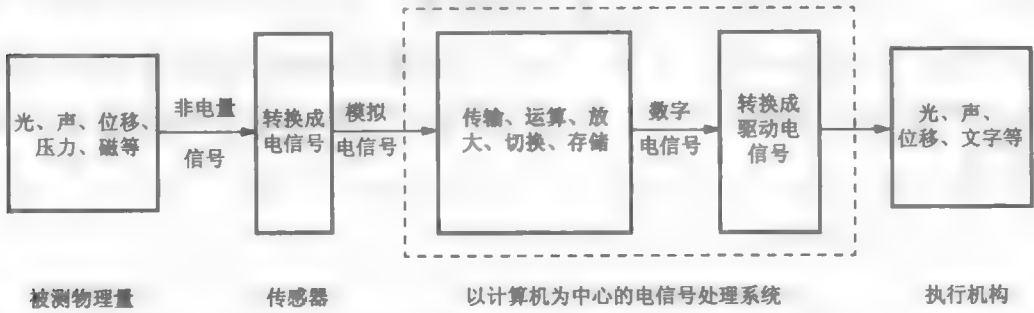 光、声、位移、
压力、磁等
非电量
信号
转换成
电信号
模拟
电信号
传输、运算、放
大、切换、存储
数字
电信号
转换成
驱动电
信号
光、声、
位移、文字等
被测物理量
传感器
以计算机为中心的电信号处理系统
执行机构